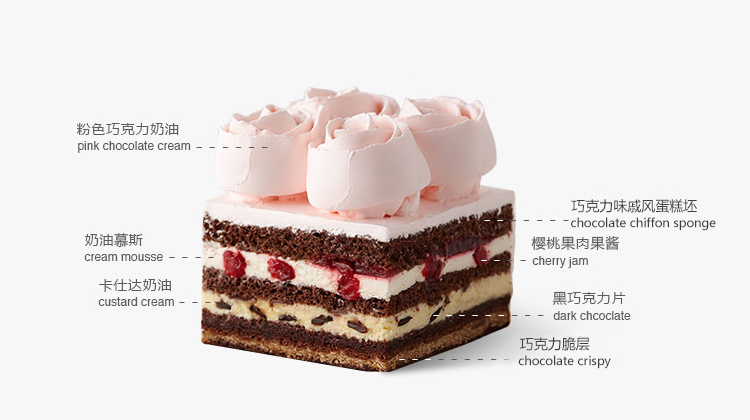 粉色巧克力奶油
pink chocolate cream
巧克力味戚风蛋糕坯
chocolate chiffon sponge
奶油慕斯
cream mousse
樱桃果肉果酱
cherry jam
卡仕达奶油
custard cream
黑巧克力片
dark chcoclate
巧克力脆层
chocolate crispy